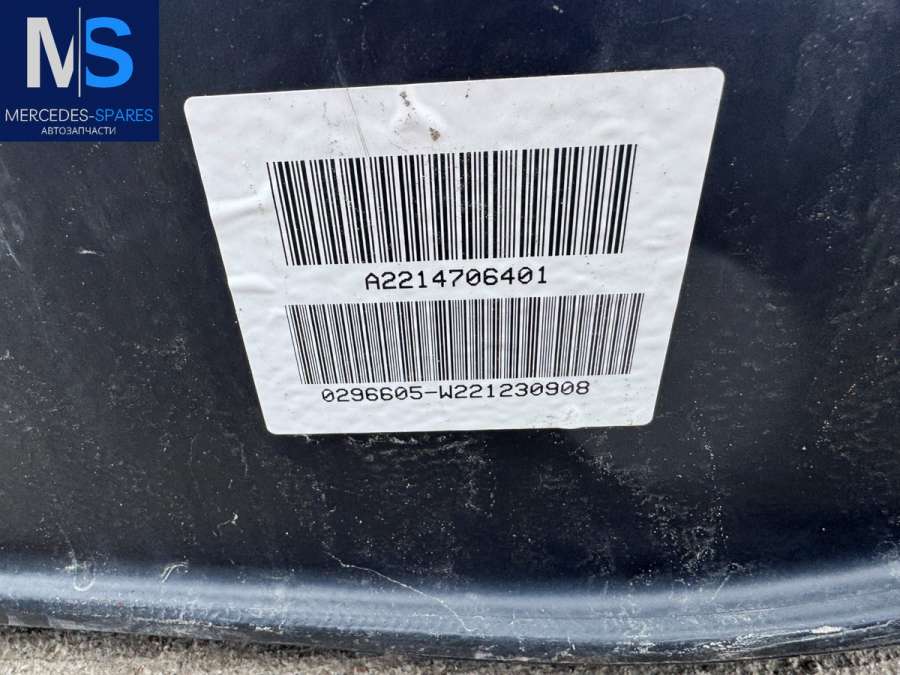 MS
MERCEDES-SPARES
АВТОЗАПЧАСТИ
A2214706401
0296605-W221230908